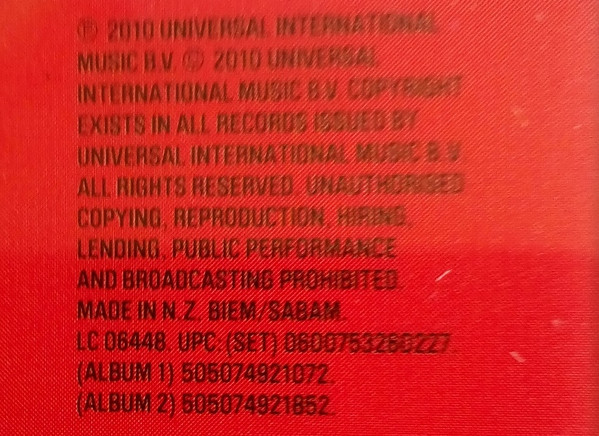 ℗ 2010 UNIVERSAL INTERNATIONAL
MUSIC B.V. © 2010 UNIVERSAL
INTERNATIONAL MUSIC B.V. COPYRIGHT
EXISTS IN ALL RECORDS ISSUED BY
UNIVERSAL INTERNATIONAL MUSIC B.V.
ALL RIGHTS RESERVED. UNAUTHORISED
COPYING, REPRODUCTION, HIRING,
LENDING, PUBLIC PERFORMANCE
AND BROADCASTING PROHIBITED.
MADE IN N.Z. BIEM/SABAM.
LC 06448. UPC: (SET) 0600753260227.
(ALBUM 1) 505074921072.
(ALBUM 2) 505074921852.